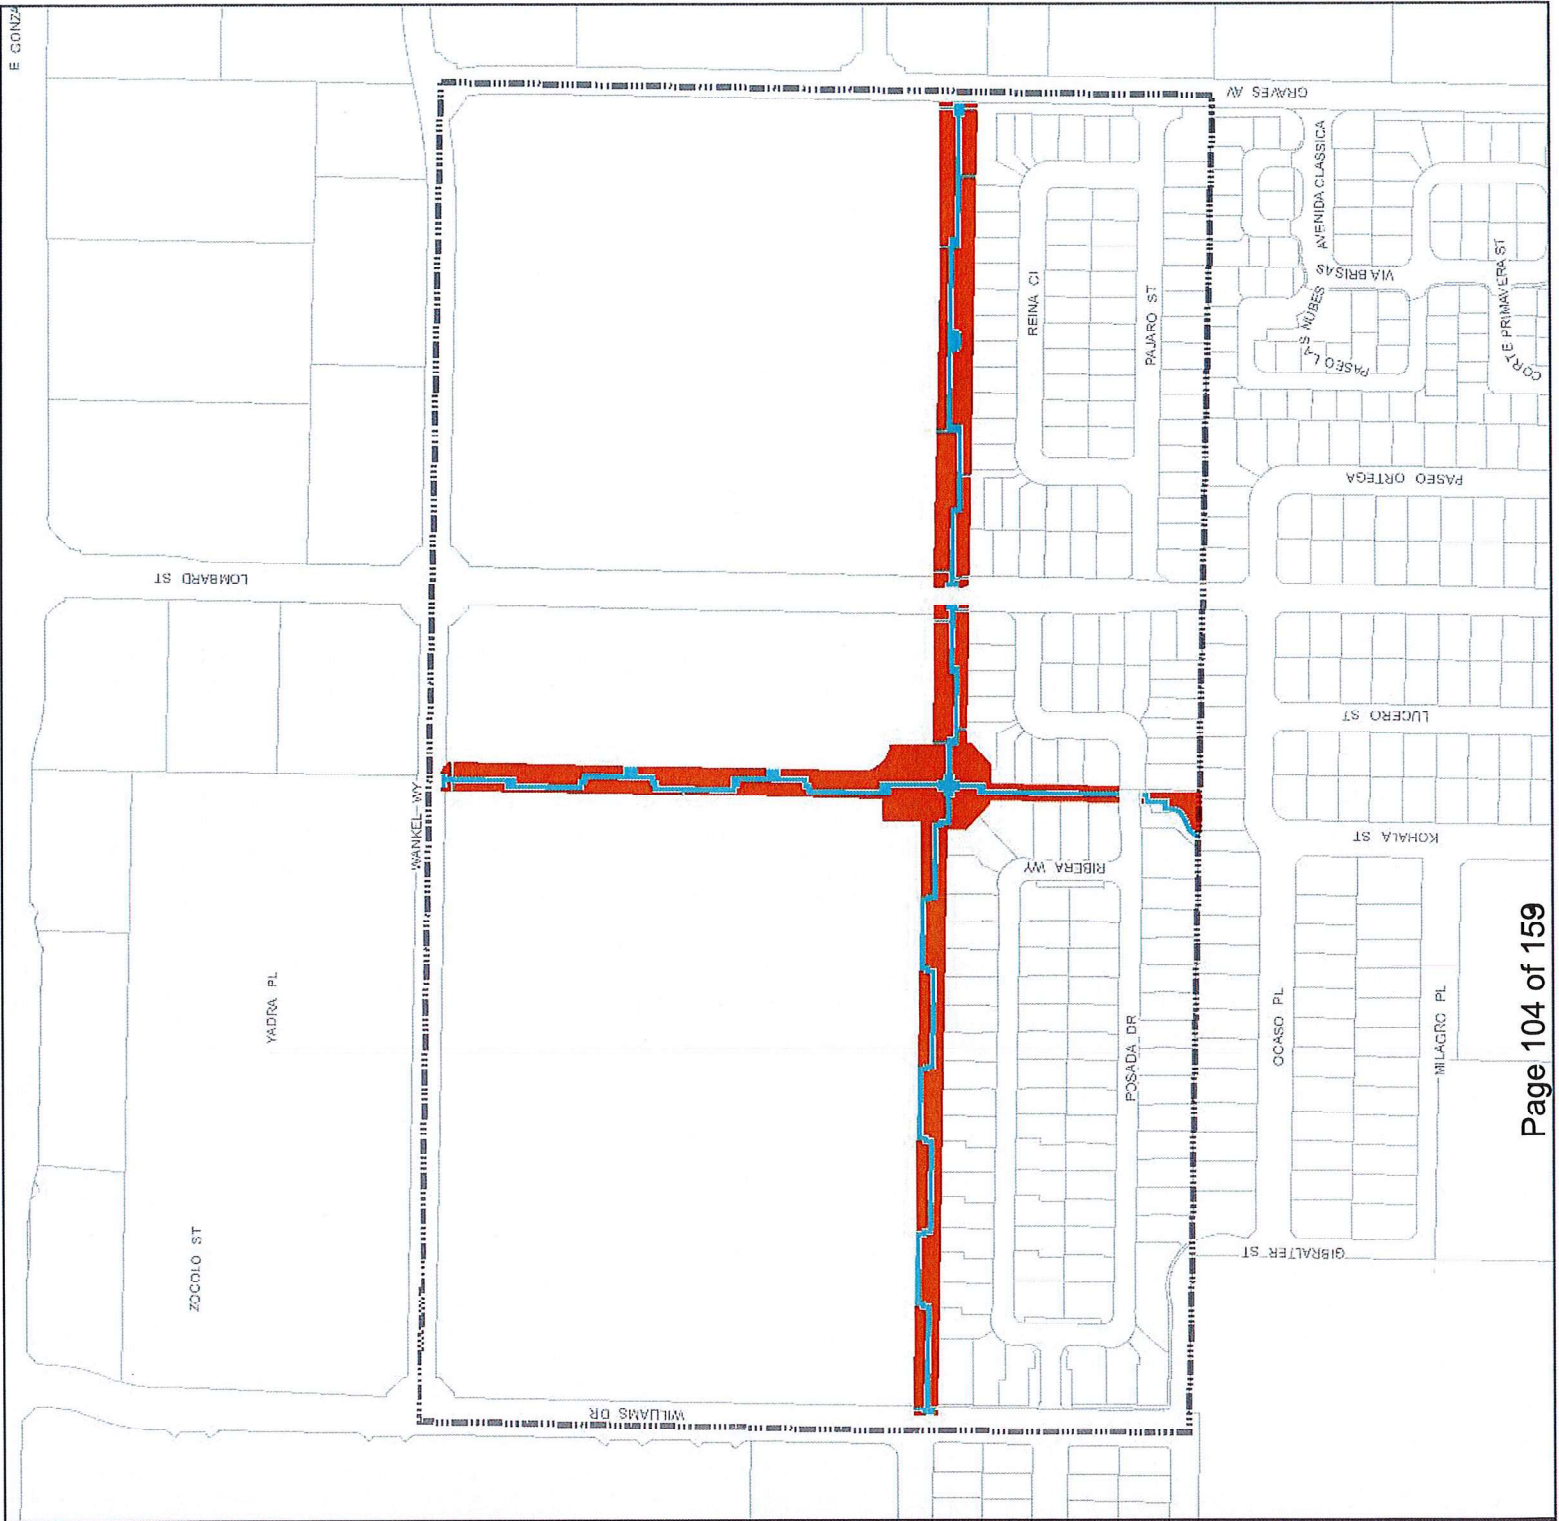 E GONZA
GRAVES AV
AVENIDA CLASSICA
VIA BRISAS
CORTE PRIMAVERA ST
PASEO LAS NUBES
REINA CI
PAJARO ST
PASEO ORTEGA
LOMBARD ST
LUCERO ST
WANKEL WY
KOHALA ST
RIBERA WY
YADRA PL
POSADA DR
OCASO PL
MILAGRO PL
ZOCOLO ST
GIBRALTER ST
WILLIAMS DR
Page 104 of 159